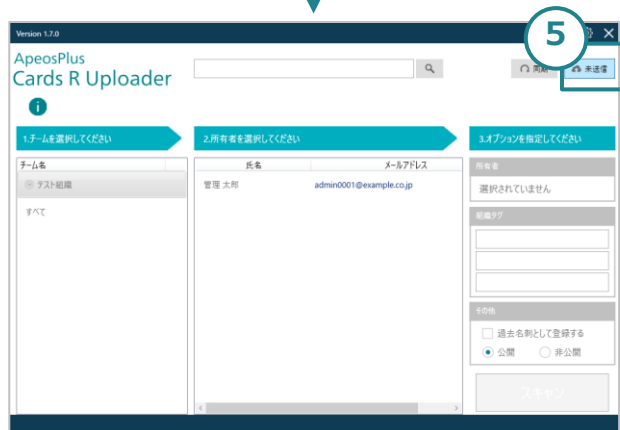 5
Version 1.7.0
ApeosPlus
Cards R Uploader
未送信
1.チームを選択してください
2.所有者を選択してください
3.オプションを指定してください
チーム名
氏名
メールアドレス
所有者
テスト組織
管理 太郎
admin0001@example.co.jp
選択されていません
すべて
組織タグ
その他
過去名刺として登録する
公開
非公開
スキャン